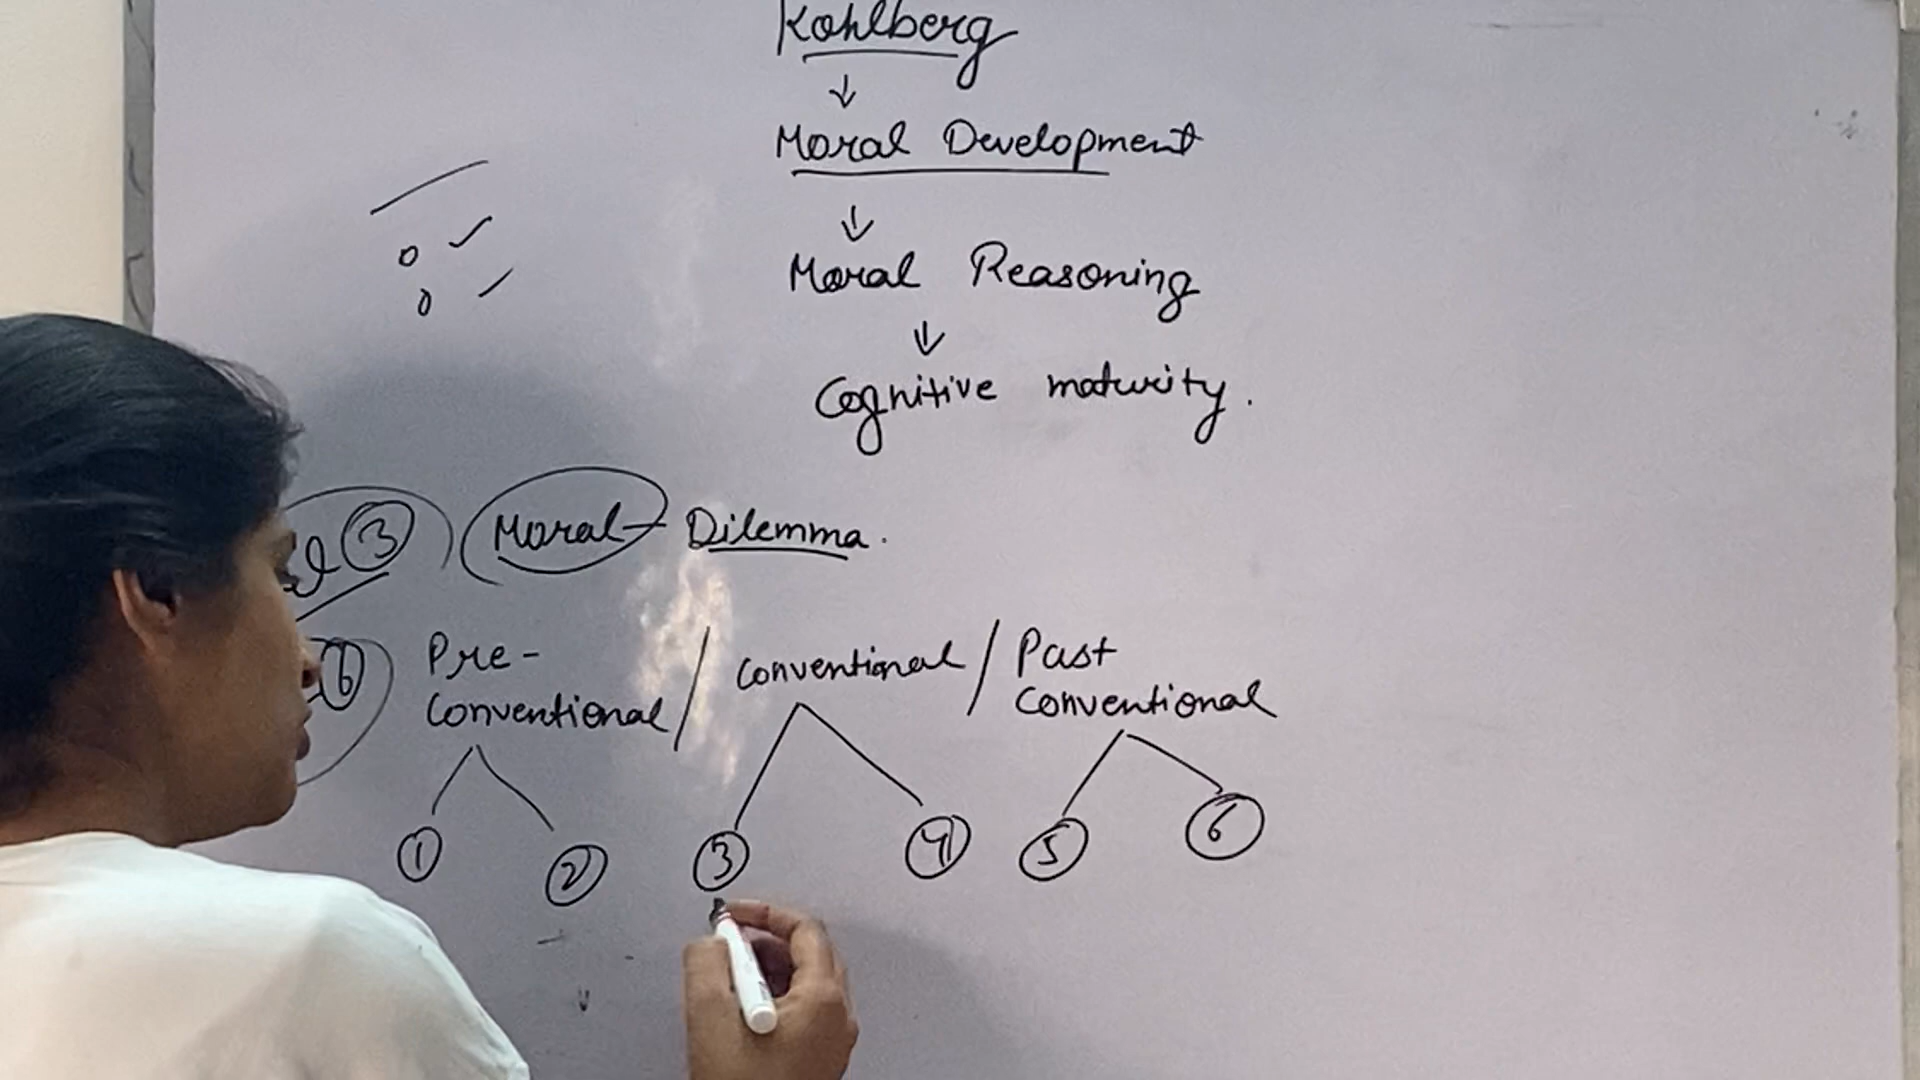 Kohlberg
↓
Moral Development
↓
Moral Reasoning
↓
Cognitive maturity.
3 Moral Dilemma.
6 Pre- / Conventional / Past
Conventional Conventional
1 2 3 4 5 6